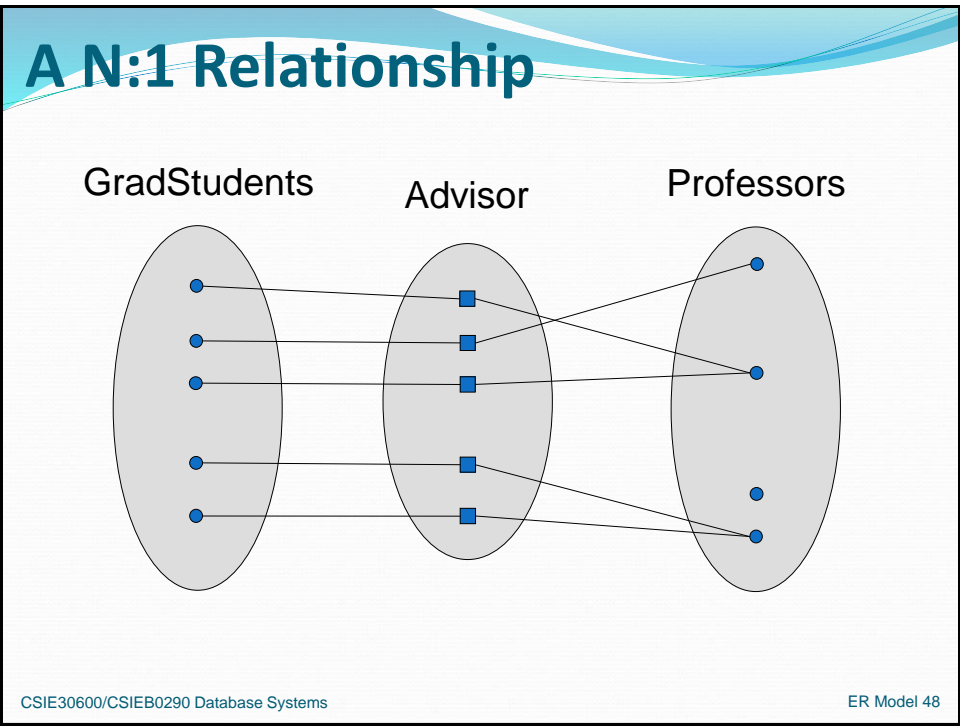 A N:1 Relationship
GradStudents
Advisor
Professors
CSIE30600/CSIEB0290 Database Systems
ER Model 48